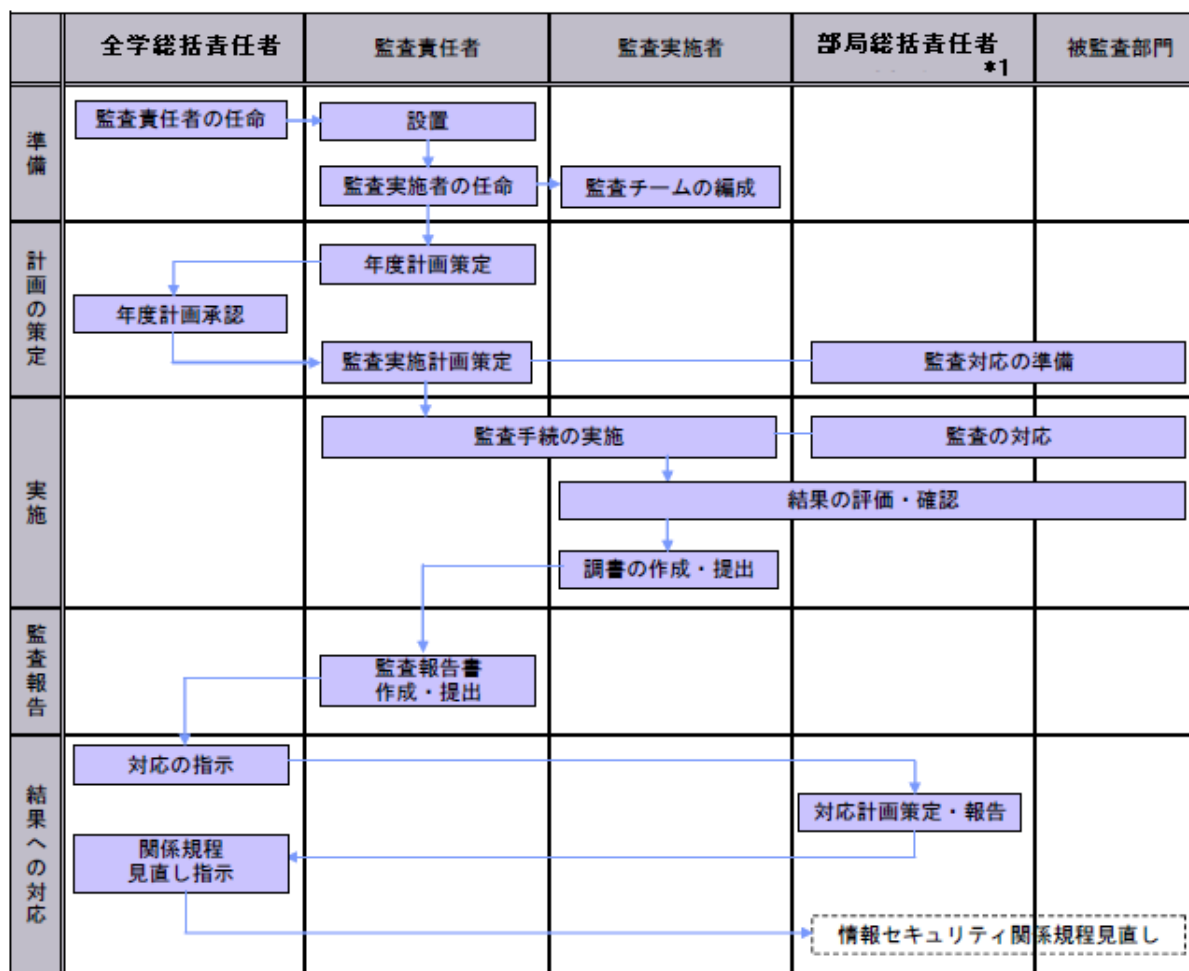 全学総括責任者
監査責任者
監査実施者
部局総括責任者
*1
被監査部門
準備
監査責任者の任命
設置
監査実施者の任命
監査チームの編成
計画の策定
年度計画策定
年度計画承認
監査実施計画策定
監査対応の準備
実施
監査手続の実施
監査の対応
結果の評価・確認
調書の作成・提出
監査報告
監査報告書
作成・提出
結果への対応
対応の指示
対応計画策定・報告
関係規程
見直し指示
情報セキュリティ関係規程見直し